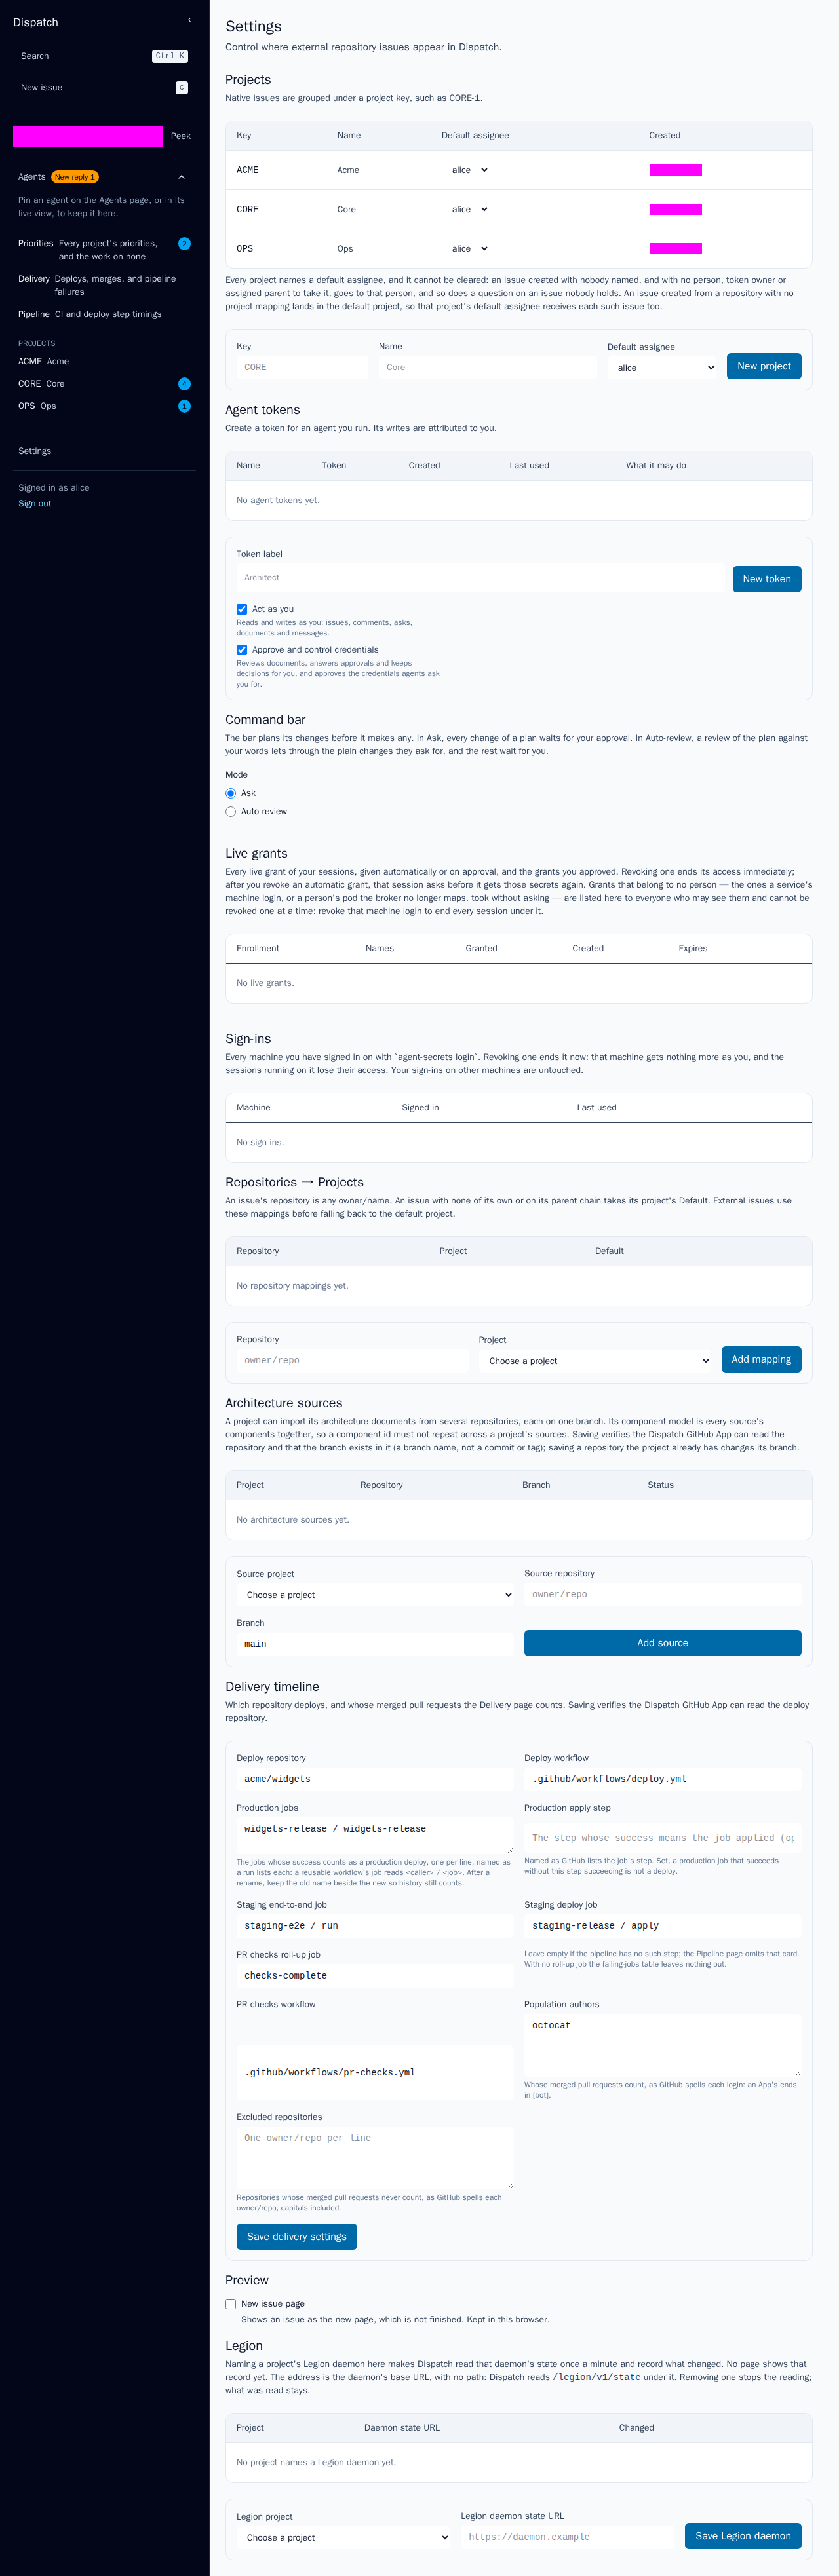 Dispatch
‹
Search
Ctrl K
New issue
C
Peek
Agents
New reply 1
Pin an agent on the Agents page, or in its
live view, to keep it here.
Priorities
Every project's priorities,
and the work on none
2
Delivery
Deploys, merges, and pipeline
failures
Pipeline
CI and deploy step timings
PROJECTS
ACME Acme
CORE Core
4
OPS Ops
1
Settings
Signed in as alice
Sign out
Settings
Control where external repository issues appear in Dispatch.
Projects
Native issues are grouped under a project key, such as CORE-1.
Key Name Default assignee Created
ACME Acme alice
CORE Core alice
OPS Ops alice
Every project names a default assignee, and it cannot be cleared: an issue created with nobody named, and with no person, token owner or
assigned parent to take it, goes to that person, and so does a question on an issue nobody holds. An issue created from a repository with no
project mapping lands in the default project, so that project's default assignee receives each such issue too.
Key Name Default assignee
CORE Core alice New project
Agent tokens
Create a token for an agent you run. Its writes are attributed to you.
Name Token Created Last used What it may do
No agent tokens yet.
Token label
Architect
New token
Act as you
Reads and writes as you: issues, comments, asks,
documents and messages.
Approve and control credentials
Reviews documents, answers approvals and keeps
decisions for you, and approves the credentials agents ask
you for.
Command bar
The bar plans its changes before it makes any. In Ask, every change of a plan waits for your approval. In Auto-review, a review of the plan against
your words lets through the plain changes they ask for, and the rest wait for you.
Mode
Ask
Auto-review
Live grants
Every live grant of your sessions, given automatically or on approval, and the grants you approved. Revoking one ends its access immediately;
after you revoke an automatic grant, that session asks before it gets those secrets again. Grants that belong to no person — the ones a service's
machine login, or a person's pod the broker no longer maps, took without asking — are listed here to everyone who may see them and cannot be
revoked one at a time: revoke that machine login to end every session under it.
Enrollment Names Granted Created Expires
No live grants.
Sign-ins
Every machine you have signed in on with `agent-secrets login`. Revoking one ends it now: that machine gets nothing more as you, and the
sessions running on it lose their access. Your sign-ins on other machines are untouched.
Machine Signed in Last used
No sign-ins.
Repositories → Projects
An issue's repository is any owner/name. An issue with none of its own or on its parent chain takes its project's Default. External issues use
these mappings before falling back to the default project.
Repository Project Default
No repository mappings yet.
Repository Project
owner/repo Choose a project Add mapping
Architecture sources
A project can import its architecture documents from several repositories, each on one branch. Its component model is every source's
components together, so a component id must not repeat across a project's sources. Saving verifies the Dispatch GitHub App can read the
repository and that the branch exists in it (a branch name, not a commit or tag); saving a repository the project already has changes its branch.
Project Repository Branch Status
No architecture sources yet.
Source project Source repository
Choose a project owner/repo
Branch
main Add source
Delivery timeline
Which repository deploys, and whose merged pull requests the Delivery page counts. Saving verifies the Dispatch GitHub App can read the deploy
repository.
Deploy repository Deploy workflow
acme/widgets .github/workflows/deploy.yml
Production jobs Production apply step
widgets-release / widgets-release
The step whose success means the job applied (op
The jobs whose success counts as a production deploy, one per line, named as
a run lists each: a reusable workflow's job reads <caller> / <job>. After a
rename, keep the old name beside the new so history still counts.
Named as GitHub lists the job's step. Set, a production job that succeeds
without this step succeeding is not a deploy.
Staging end-to-end job Staging deploy job
staging-e2e / run staging-release / apply
PR checks roll-up job
checks-complete
Leave empty if the pipeline has no such step; the Pipeline page omits that card.
With no roll-up job the failing-jobs table leaves nothing out.
PR checks workflow Population authors
.github/workflows/pr-checks.yml
octocat
Whose merged pull requests count, as GitHub spells each login: an App's ends
in [bot].
Excluded repositories
One owner/repo per line
Repositories whose merged pull requests never count, as GitHub spells each
owner/repo, capitals included.
Save delivery settings
Preview
New issue page
Shows an issue as the new page, which is not finished. Kept in this browser.
Legion
Naming a project's Legion daemon here makes Dispatch read that daemon's state once a minute and record what changed. No page shows that
record yet. The address is the daemon's base URL, with no path: Dispatch reads /legion/v1/state under it. Removing one stops the reading;
what was read stays.
Project Daemon state URL Changed
No project names a Legion daemon yet.
Legion project Legion daemon state URL
Choose a project https://daemon.example Save Legion daemon